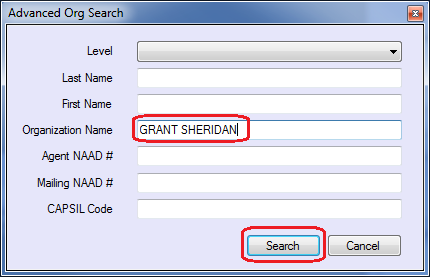 Advanced Org Search
Level
Last Name
First Name
Organization Name GRANT SHERIDAN
Agent NAAD #
Mailing NAAD #
CAPSIL Code
Search Cancel